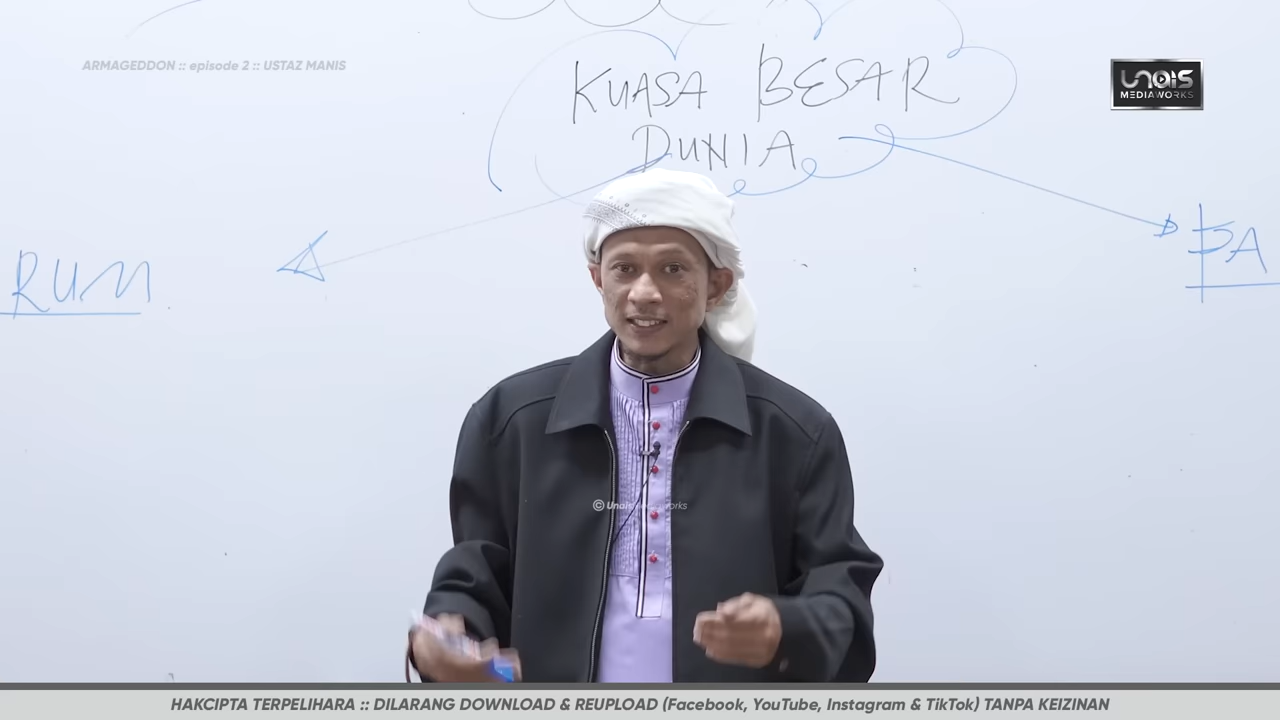 ARMAGEDDON :: episode 2 :: USTAZ MANIS
UNAIS
MEDIAWORKS
KUASA BESAR
DUNIA
RUM
HAKCIPTA TERPELIHARA :: DILARANG DOWNLOAD & REUPLOAD (Facebook, YouTube, Instagram & TikTok) TANPA KEIZINAN